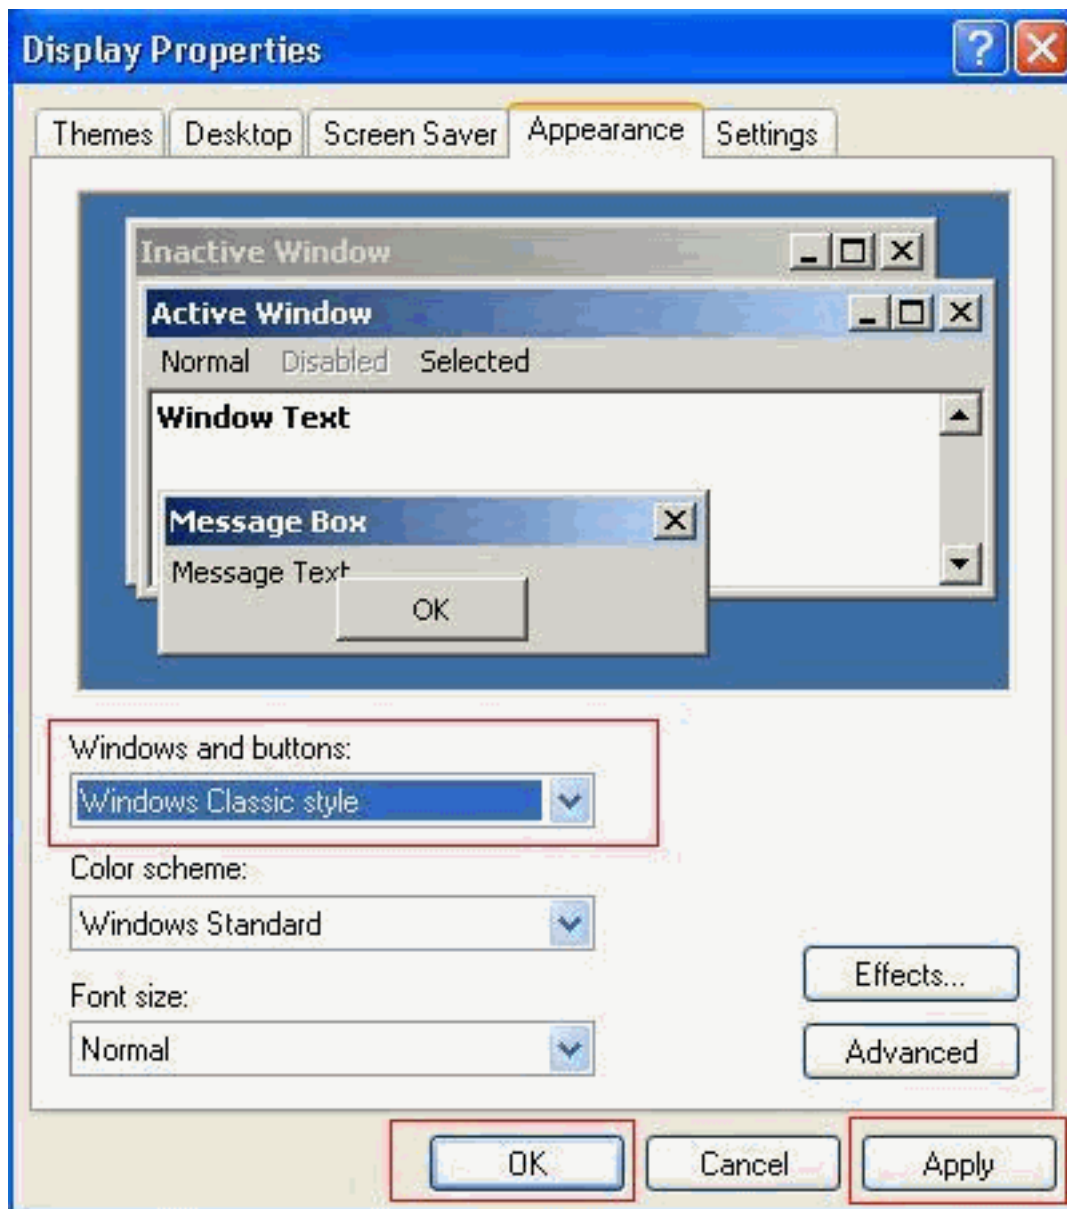 Display Properties
Themes Desktop Screen Saver Appearance Settings
Inactive Window
Active Window
Normal Disabled Selected
Window Text
Message Box
Message Text
OK
Windows and buttons:
Windows Classic style
Color scheme:
Windows Standard
Effects...
Font size:
Normal
Advanced
OK Cancel Apply